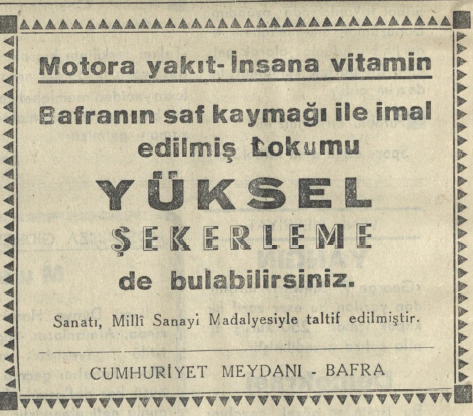 Motora yakıt-İnsana vitamin
Bafranın saf kaymağı ile imal
edilmiş Lokumu
YÜKSEL
ŞEKERLEME
de bulabilirsiniz.
Sanatı, Millî Sanayi Madalyesiyle taltif edilmiştir.
CUMHURİYET MEYDANI - BAFRA